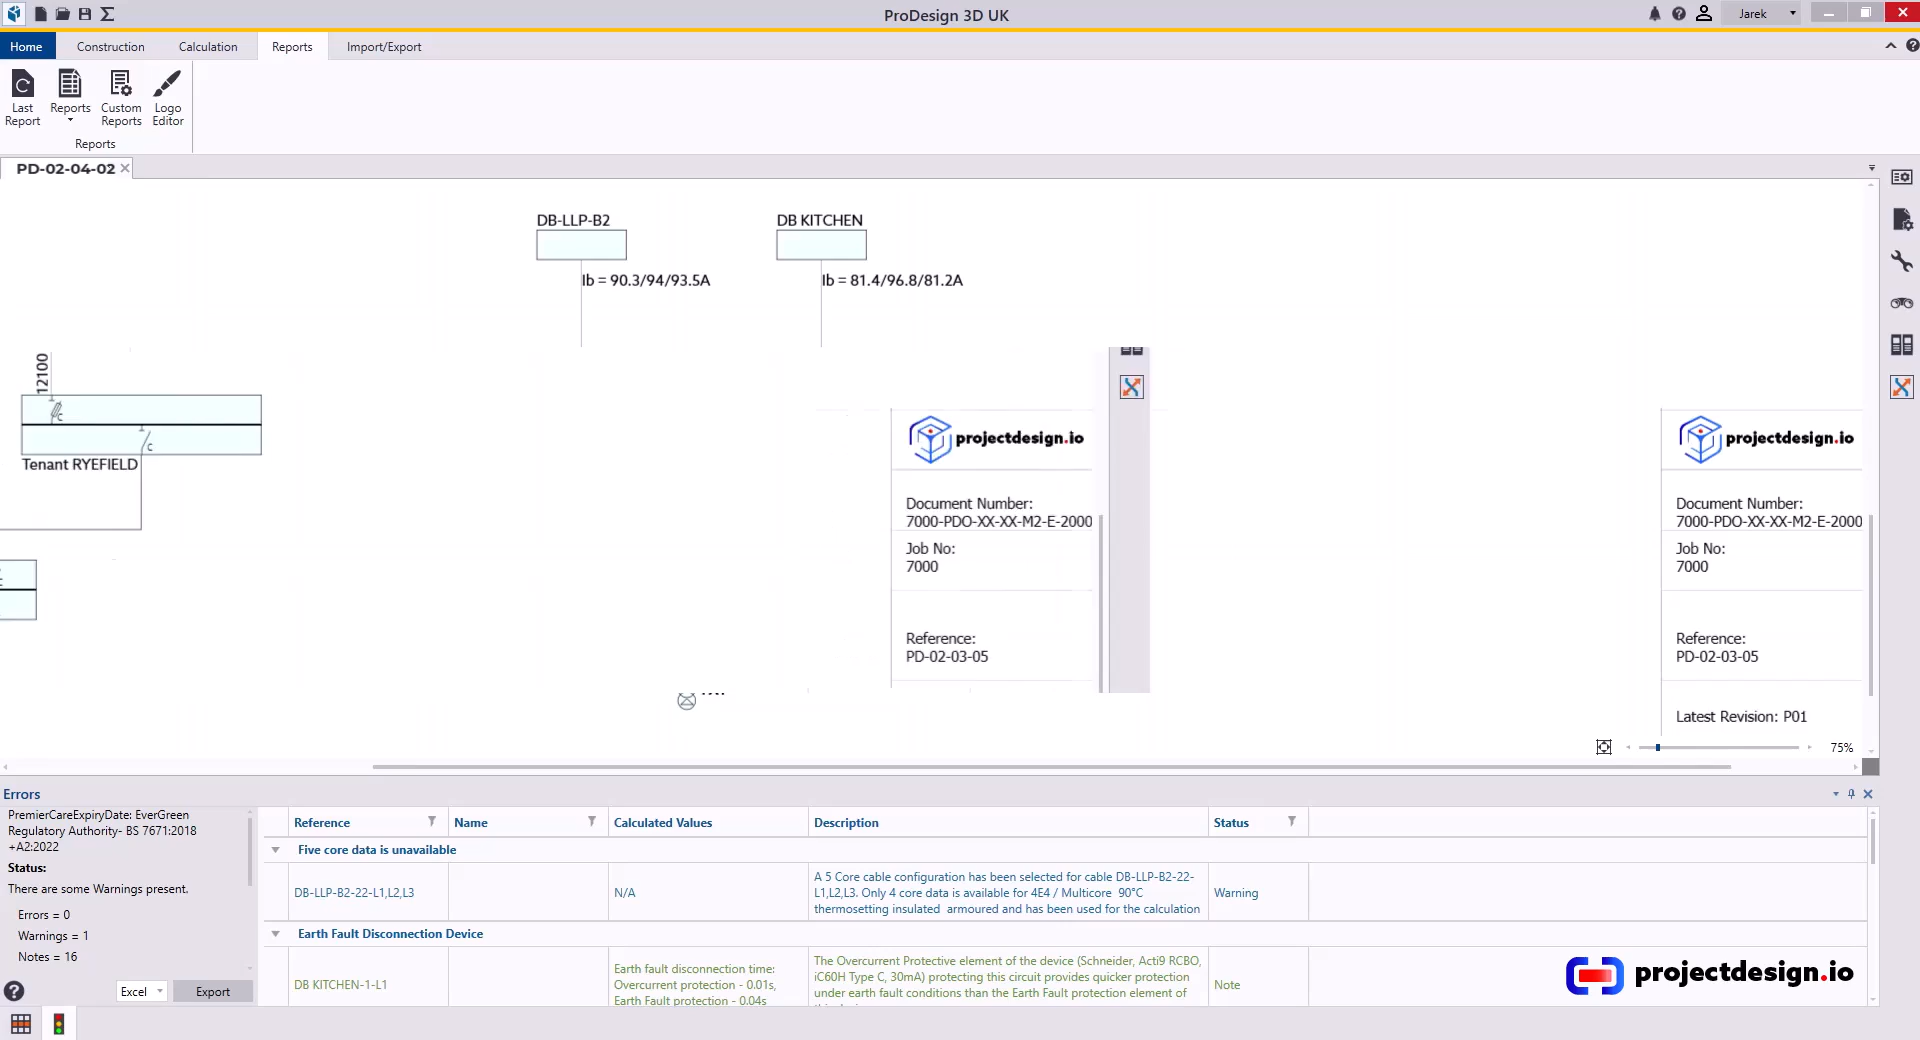 ProDesign 3D UK
Jarek
Home
Construction
Calculation
Reports
Import/Export
Last Report
Reports
Custom Reports
Logo Editor
Reports
PD-02-04-02
DB-LLP-B2
DB KITCHEN
Ib = 90.3/94/93.5A
Ib = 81.4/96.8/81.2A
12100
C
C
Tenant RYEFIELD
projectdesign.io
Document Number:
7000-PDO-XX-XX-M2-E-2000
Job No:
7000
Reference:
PD-02-03-05
projectdesign.io
Document Number:
7000-PDO-XX-XX-M2-E-2000
Job No:
7000
Reference:
PD-02-03-05
Latest Revision: P01
75%
Errors
PremierCareExpiryDate: EverGreen
Regulatory Authority- BS 7671:2018
+A2:2022
Status:
There are some Warnings present.
Errors = 0
Warnings = 1
Notes = 16
Excel
Export
Reference
Name
Calculated Values
Description
Status
Five core data is unavailable
DB-LLP-B2-22-L1,L2,L3
N/A
A 5 Core cable configuration has been selected for cable DB-LLP-B2-22-
L1,L2,L3. Only 4 core data is available for 4E4 / Multicore 90°C
thermosetting insulated armoured and has been used for the calculation
Warning
Earth Fault Disconnection Device
DB KITCHEN-1-L1
Earth fault disconnection time:
Overcurrent protection - 0.01s,
Earth Fault protection - 0.04s
The Overcurrent Protective element of the device (Schneider, Acti9 RCBO,
iC60H Type C, 30mA) protecting this circuit provides quicker protection
under earth fault conditions than the Earth Fault protection element of
Note
projectdesign.io